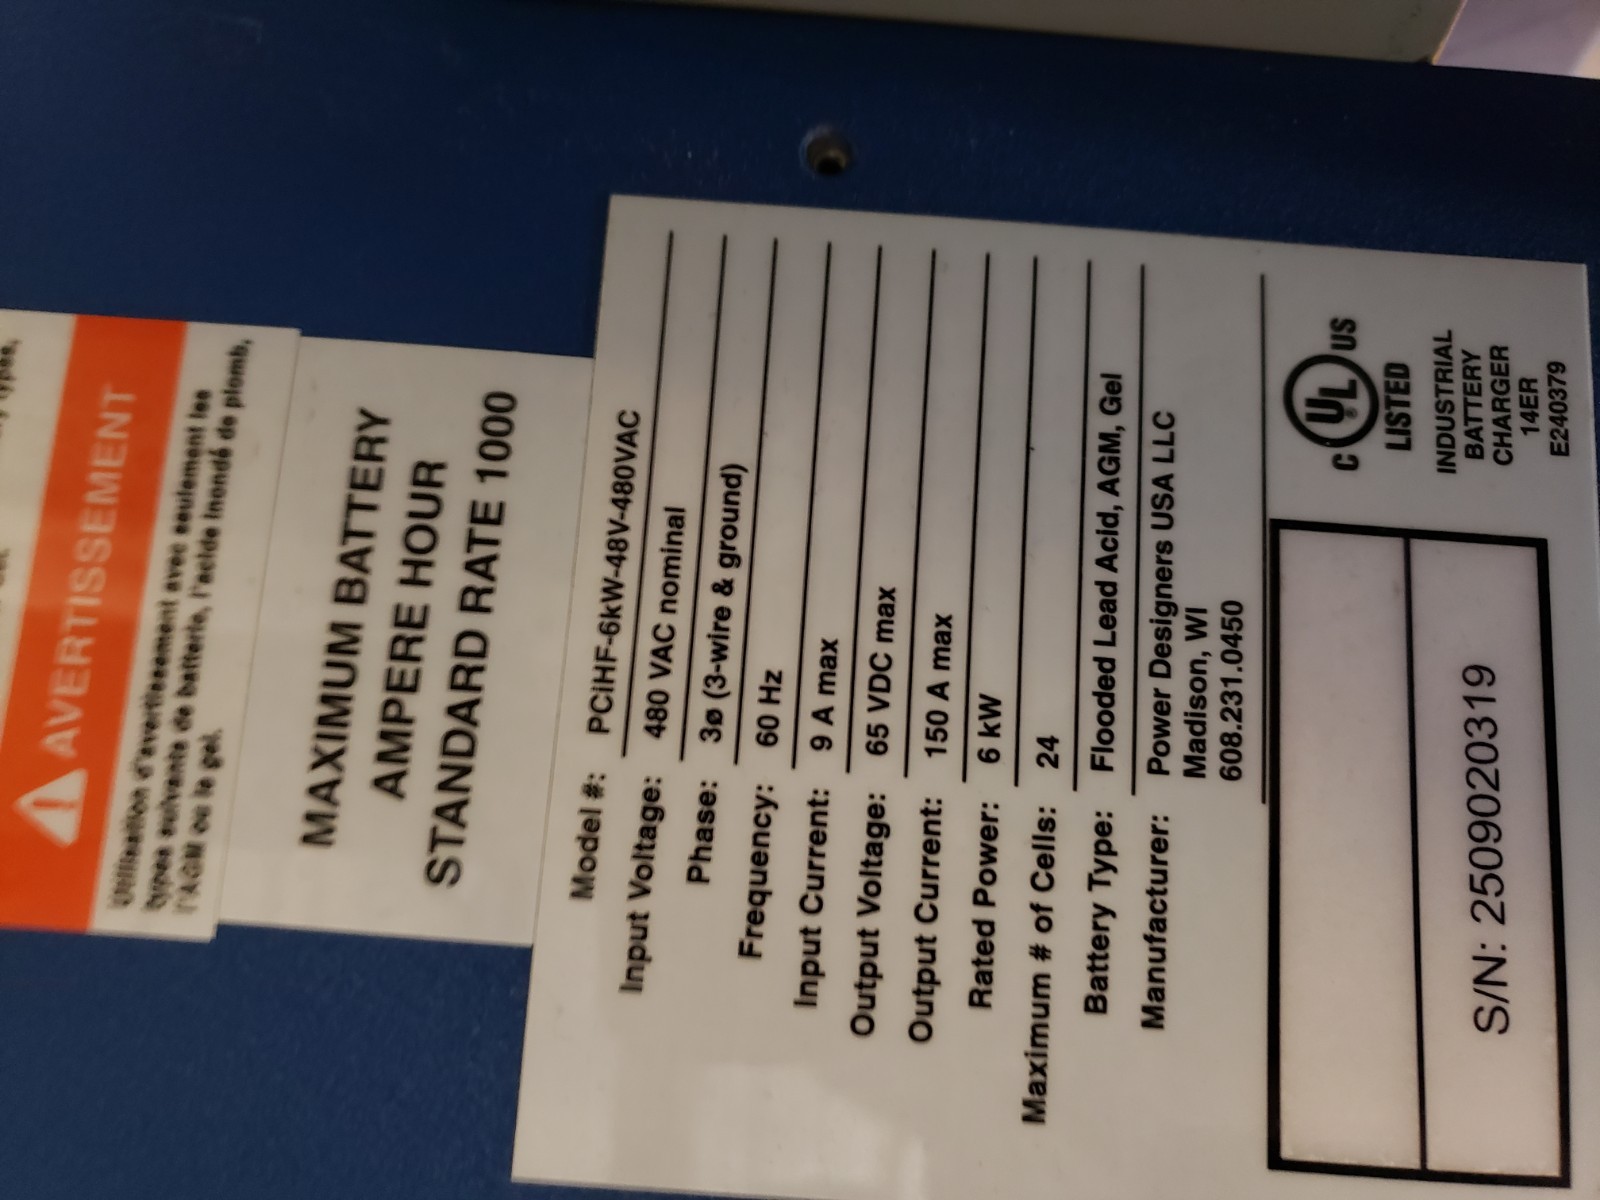 AVERTISSEMENT
Utilisation d'avertissement avec seulement les
types suivants de batterie, l'acide inondé de plomb,
l'AGM ou le gel.
MAXIMUM BATTERY
AMPERE HOUR
STANDARD RATE 1000
Model #: PCiHF-6kW-48V-480VAC
Input Voltage: 480 VAC nominal
Phase: 3ø (3-wire & ground)
Frequency: 60 Hz
Input Current: 9 A max
Output Voltage: 65 VDC max
Output Current: 150 A max
Rated Power: 6 kW
Maximum # of Cells: 24
Battery Type: Flooded Lead Acid, AGM, Gel
Manufacturer: Power Designers USA LLC
Madison, WI
608.231.0450
S/N: 2509020319
C UL® US
LISTED
INDUSTRIAL
BATTERY
CHARGER
14ER
E240379